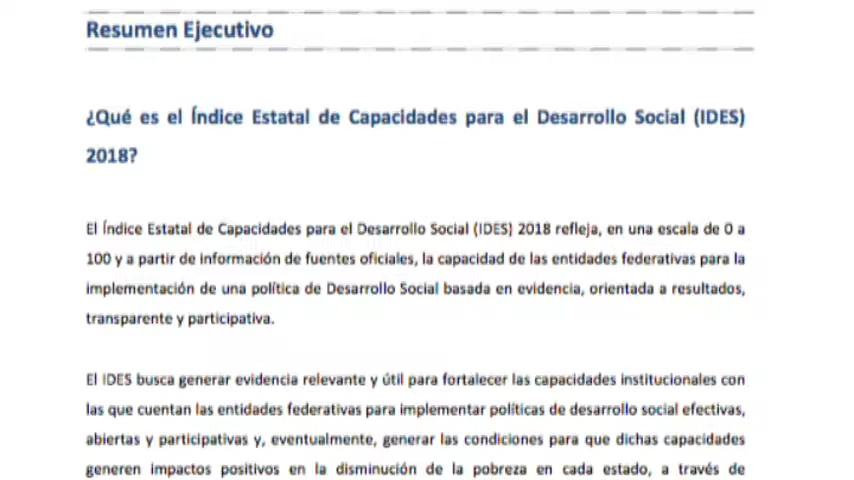 Resumen Ejecutivo
¿Qué es el Índice Estatal de Capacidades para el Desarrollo Social (IDES)
2018?
El Índice Estatal de Capacidades para el Desarrollo Social (IDES) 2018 refleja, en una escala de 0 a
100 y a partir de información de fuentes oficiales, la capacidad de las entidades federativas para la
implementación de una política de Desarrollo Social basada en evidencia, orientada a resultados,
transparente y participativa.
El IDES busca generar evidencia relevante y útil para fortalecer las capacidades institucionales con
las que cuentan las entidades federativas para implementar políticas de desarrollo social efectivas,
abiertas y participativas y, eventualmente, generar las condiciones para que dichas capacidades
generen impactos positivos en la disminución de la pobreza en cada estado, a través de